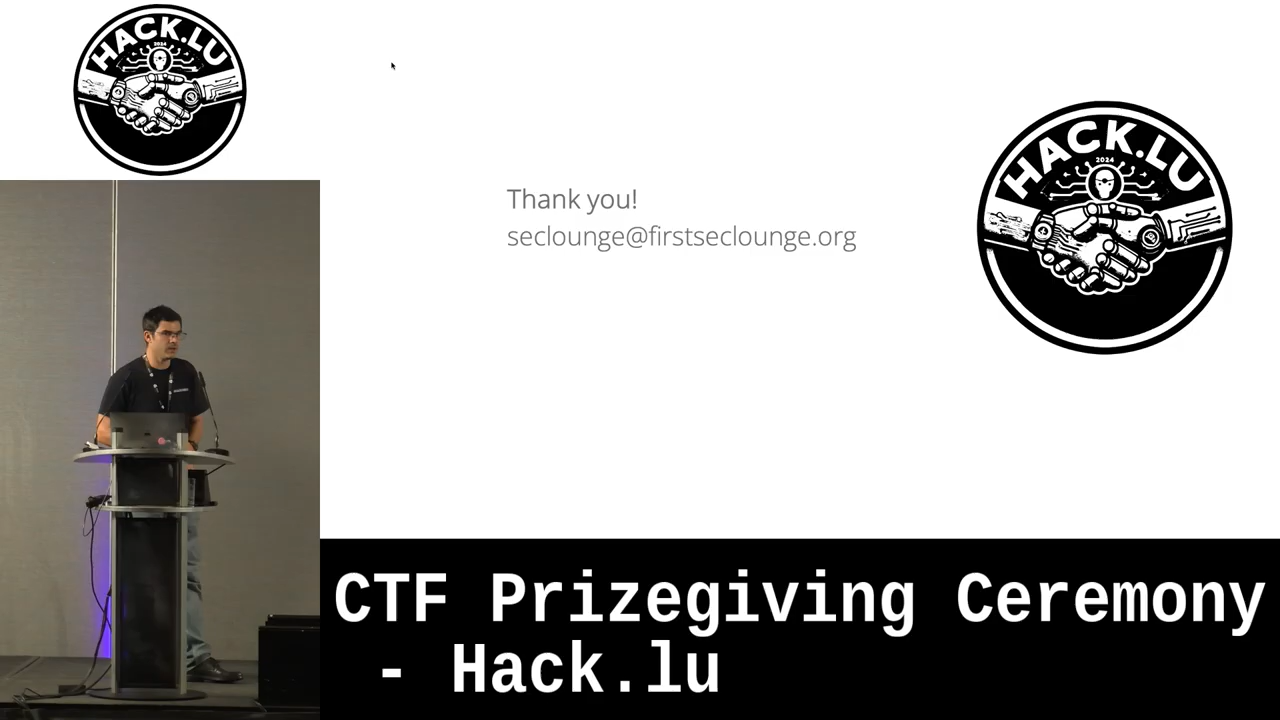 HACK.LU
2024
Thank you!
seclounge@firstseclounge.org
HACK.LU
2024
CTF Prizegiving Ceremony
- Hack.lu